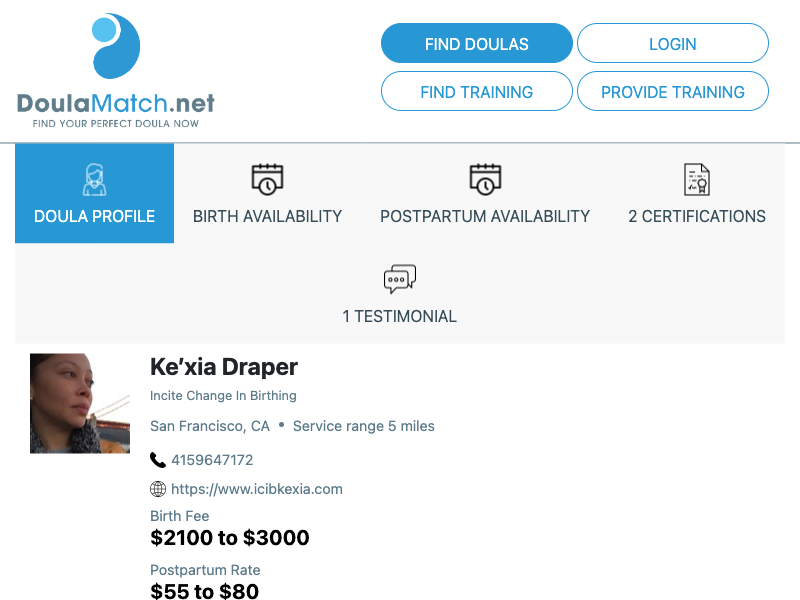 DoulaMatch.net
FIND YOUR PERFECT DOULA NOW
FIND DOULAS
LOGIN
FIND TRAINING
PROVIDE TRAINING
DOULA PROFILE
BIRTH AVAILABILITY
POSTPARTUM AVAILABILITY
2 CERTIFICATIONS
1 TESTIMONIAL
Ke’xia Draper
Incite Change In Birthing
San Francisco, CA • Service range 5 miles
4159647172
https://www.icibkexia.com
Birth Fee
$2100 to $3000
Postpartum Rate
$55 to $80